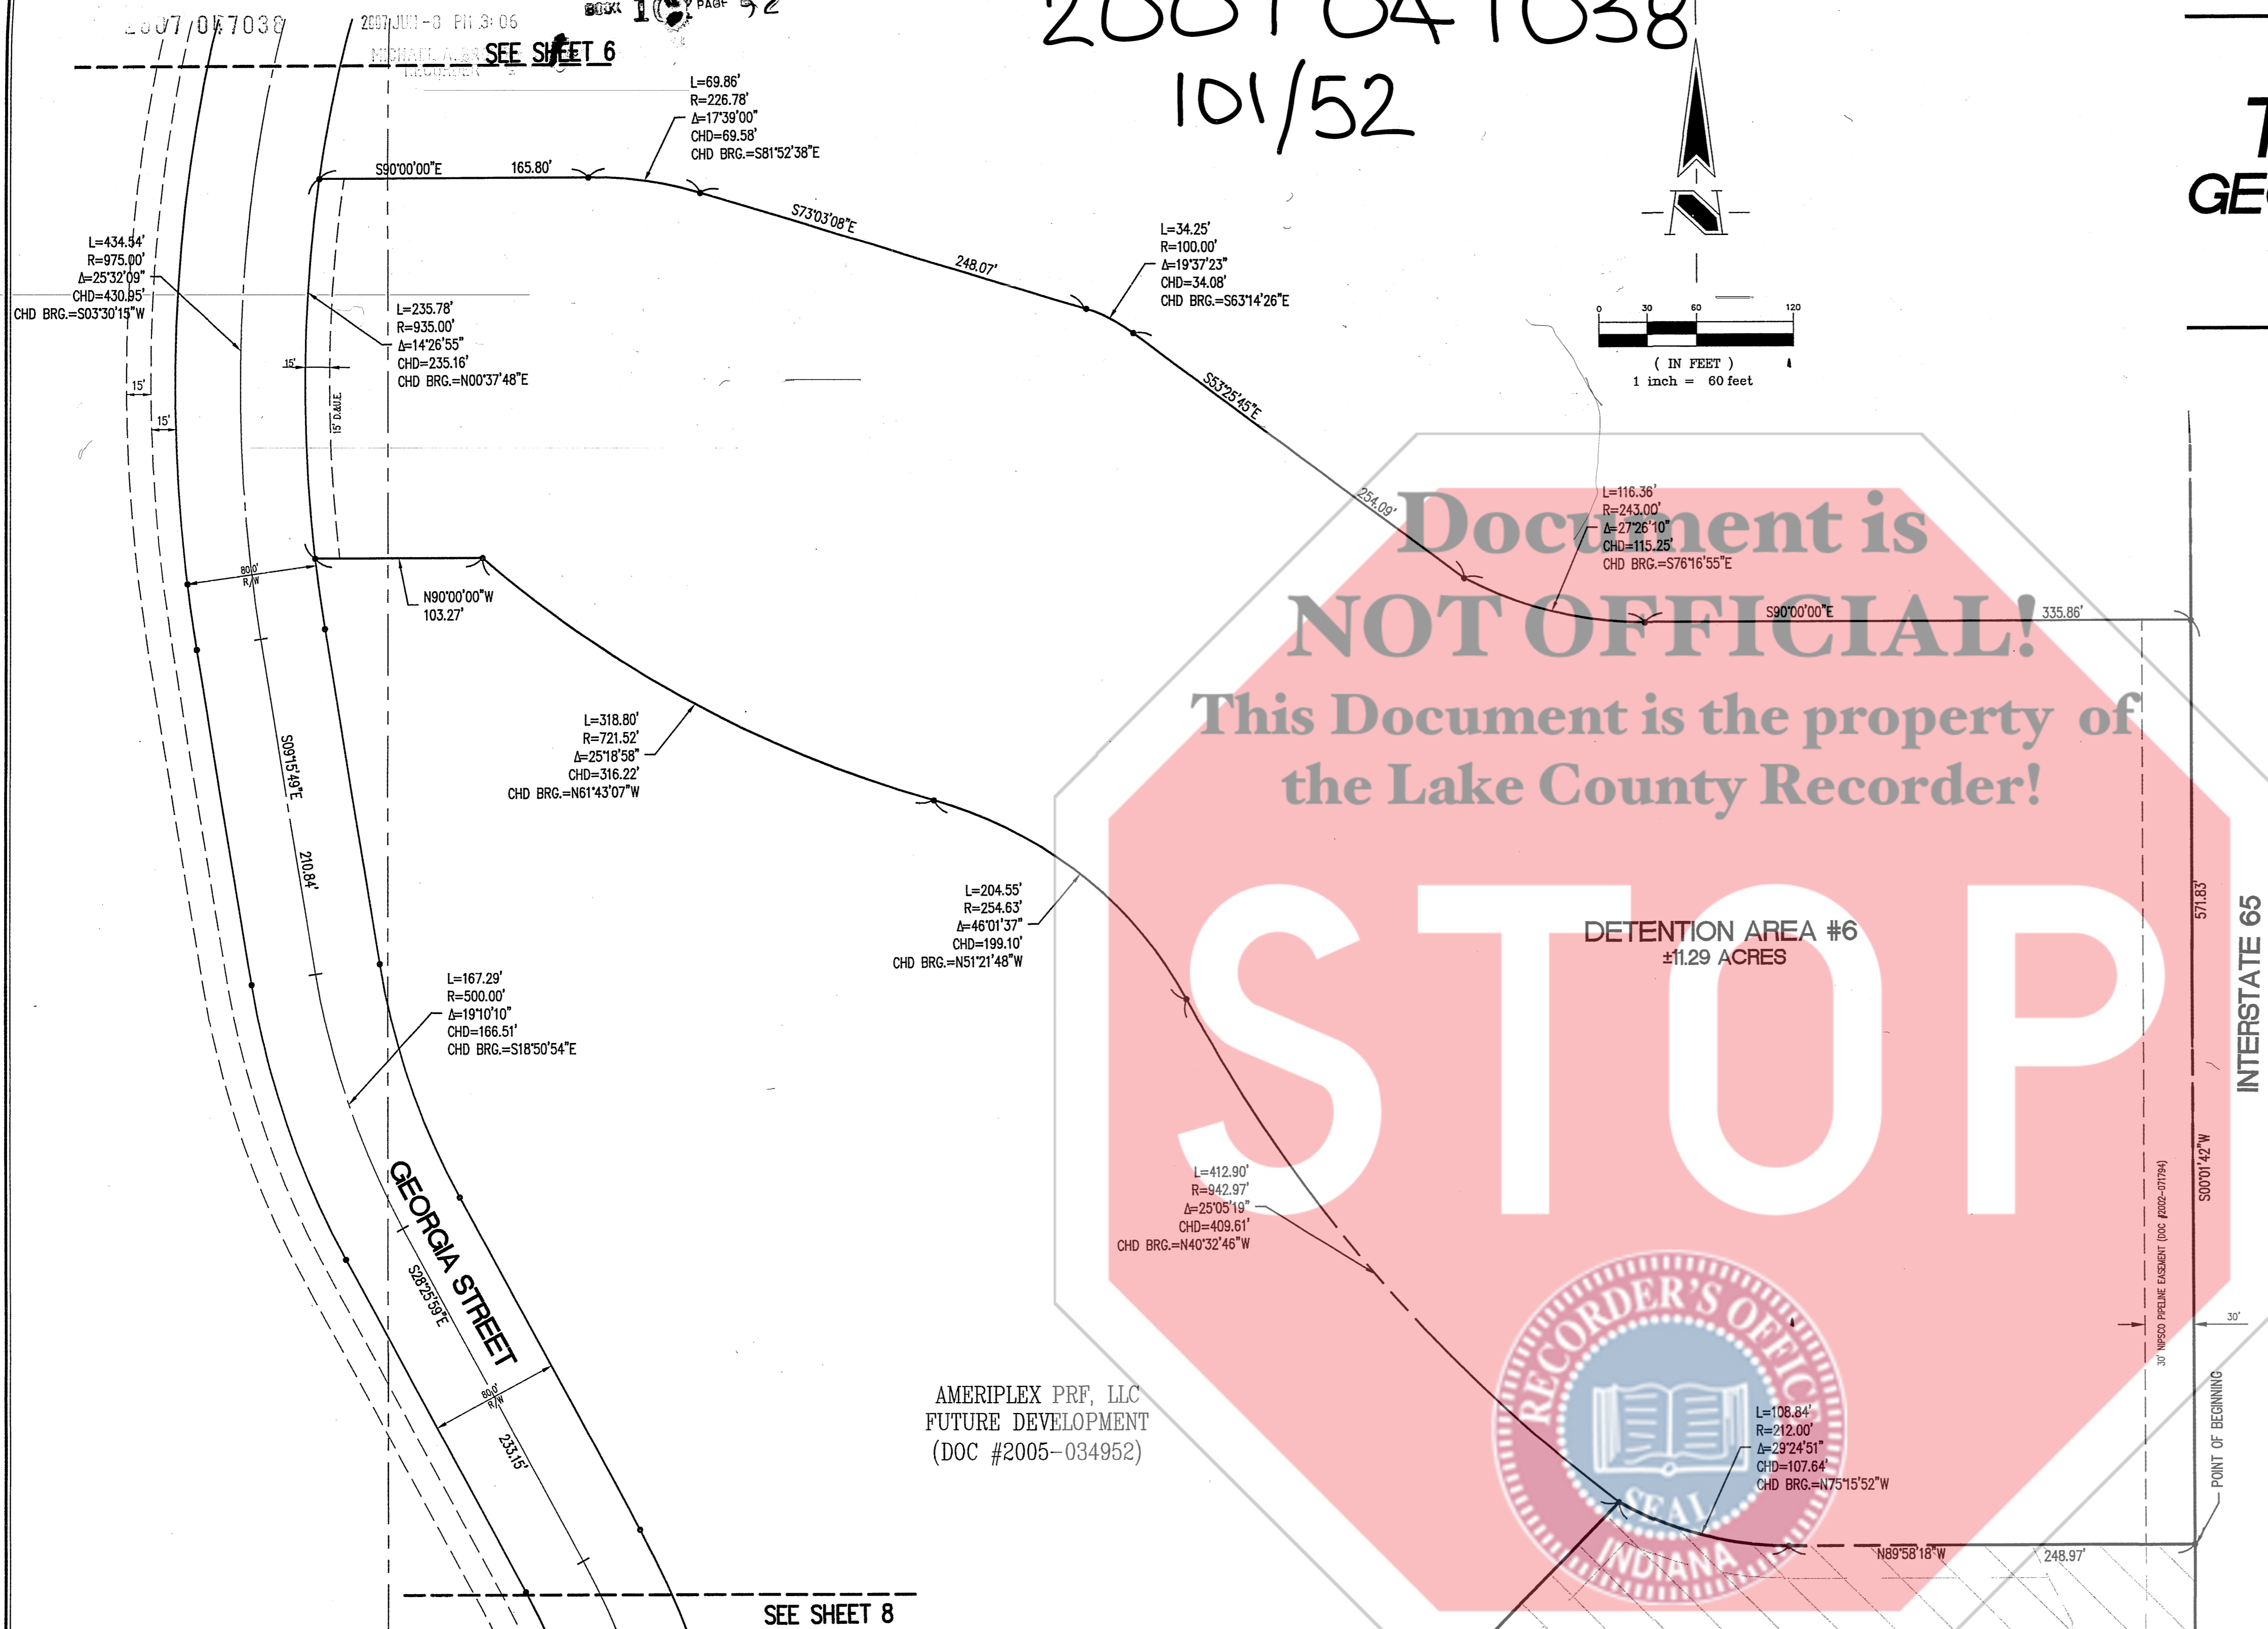 2007 047038
2007 JUN -8 PM 3:06
BOOK
PAGE
SEE SHEET 6
101/52
L=69.86'
R=226.78'
Δ=17°39'00"
CHD=69.58'
CHD BRG.=S81°52'38"E
S90°00'00"E 165.80'
S73°03'08"E
248.07'
L=34.25'
R=100.00'
Δ=19°37'23"
CHD=34.08'
CHD BRG.=S63°14'26"E
N
0 30 60 120
( IN FEET )
1 inch = 60 feet
L=434.54'
R=975.00'
Δ=25°32'09"
CHD=430.95'
CHD BRG.=S03°30'15"W
L=235.78'
R=935.00'
Δ=14°26'55"
CHD=235.16'
CHD BRG.=N00°37'48"E
15'
15'
15'
15' D.&U.E.
S53°25'45"E
254.09'
L=116.36'
R=243.00'
Δ=27°26'10"
CHD=115.25'
CHD BRG.=S76°16'55"E
Document is
NOT OFFICIAL!
This Document is the property of
the Lake County Recorder!
STOP
80.0'
R/W
N90°00'00"W
103.27'
S90°00'00"E
335.86'
L=318.80'
R=721.52'
Δ=25°18'58"
CHD=316.22'
CHD BRG.=N61°43'07"W
S09°15'49"E
210.84'
L=204.55'
R=254.63'
Δ=46°01'37"
CHD=199.10'
CHD BRG.=N51°21'48"W
DETENTION AREA #6
±11.29 ACRES
571.83'
INTERSTATE 65
L=167.29'
R=500.00'
Δ=19°10'10"
CHD=166.51'
CHD BRG.=S18°50'54"E
GEORGIA STREET
S28°25'59"E
80.0'
R/W
233.15'
L=412.90'
R=942.97'
Δ=25°05'19"
CHD=409.61'
CHD BRG.=N40°32'46"W
S00°01'42"W
30' NIPSCO PIPELINE EASEMENT (DOC #2002-071794)
30'
POINT OF BEGINNING
AMERIPLEX PRF, LLC
FUTURE DEVELOPMENT
(DOC #2005-034952)
RECORDER'S OFFICE
SEAL
INDIANA
L=108.84'
R=212.00'
Δ=29°24'51"
CHD=107.64'
CHD BRG.=N75°15'52"W
N89°58'18"W
248.97'
SEE SHEET 8